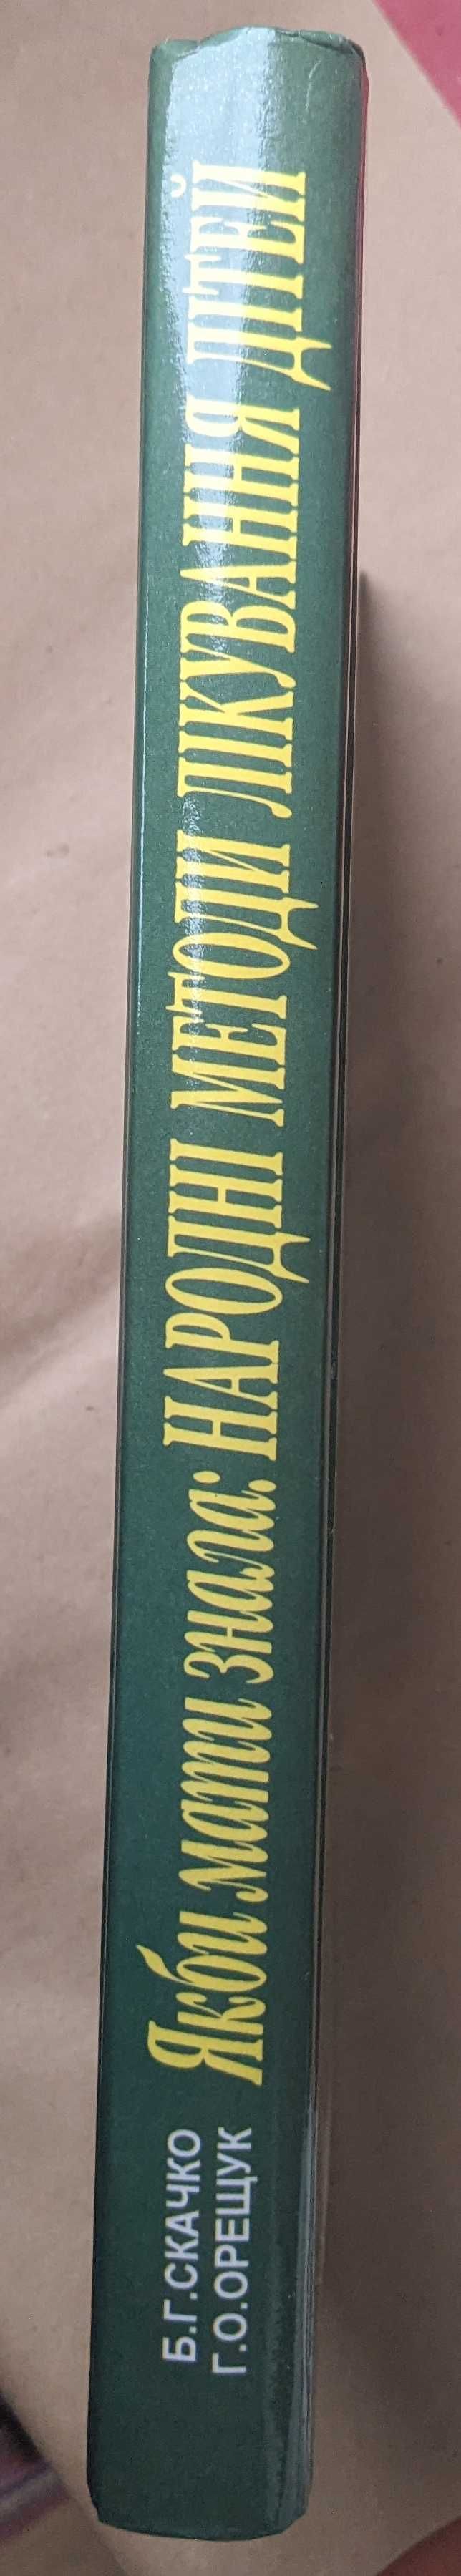 Б.Г.СКАЧКО
Г.О.ОРЕЩУК
Якби мати знала: НАРОДНІ МЕТОДИ ЛІКУВАННЯ ДІТЕЙ